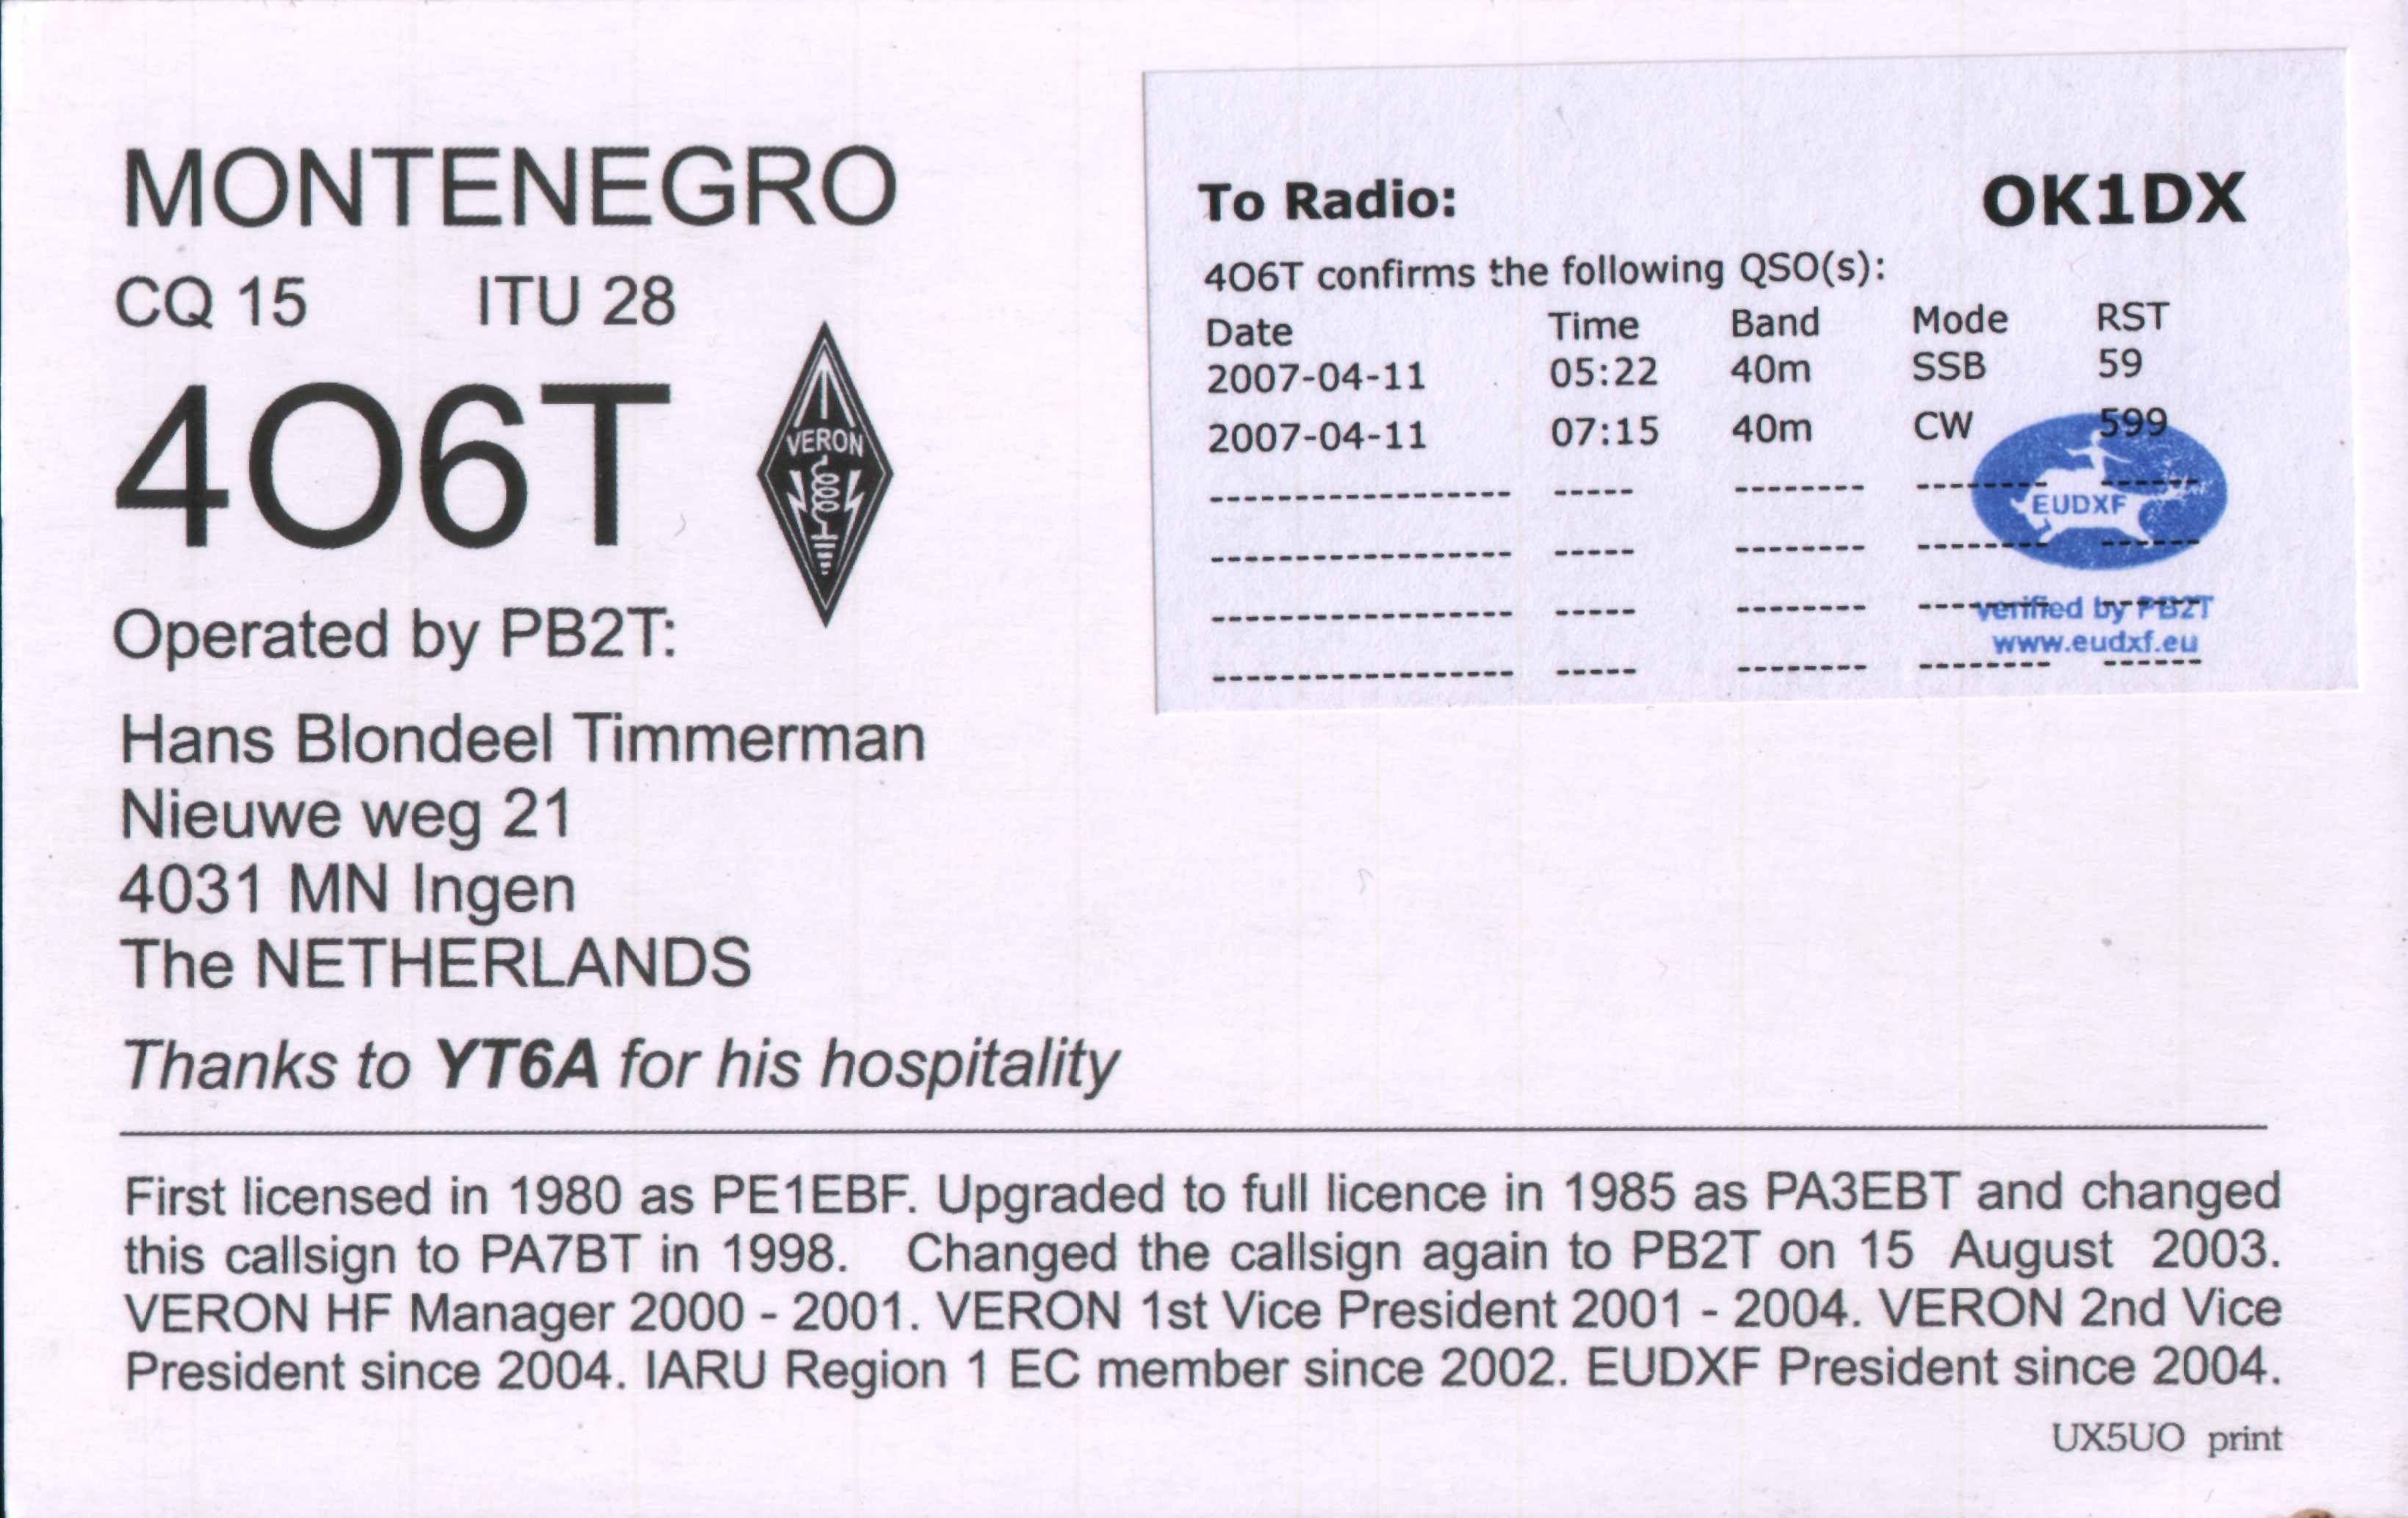 MONTENEGRO
CQ 15 ITU 28
4O6T
VERON
Operated by PB2T:
Hans Blondeel Timmerman
Nieuwe weg 21
4031 MN Ingen
The NETHERLANDS
Thanks to YT6A for his hospitality
To Radio: OK1DX
4O6T confirms the following QSO(s):
Date Time Band Mode RST
2007-04-11 05:22 40m SSB 59
2007-04-11 07:15 40m CW 599
EUDXF
verified by PB2T
www.eudxf.eu
First licensed in 1980 as PE1EBF. Upgraded to full licence in 1985 as PA3EBT and changed
this callsign to PA7BT in 1998. Changed the callsign again to PB2T on 15 August 2003.
VERON HF Manager 2000 - 2001. VERON 1st Vice President 2001 - 2004. VERON 2nd Vice
President since 2004. IARU Region 1 EC member since 2002. EUDXF President since 2004.
UX5UO print